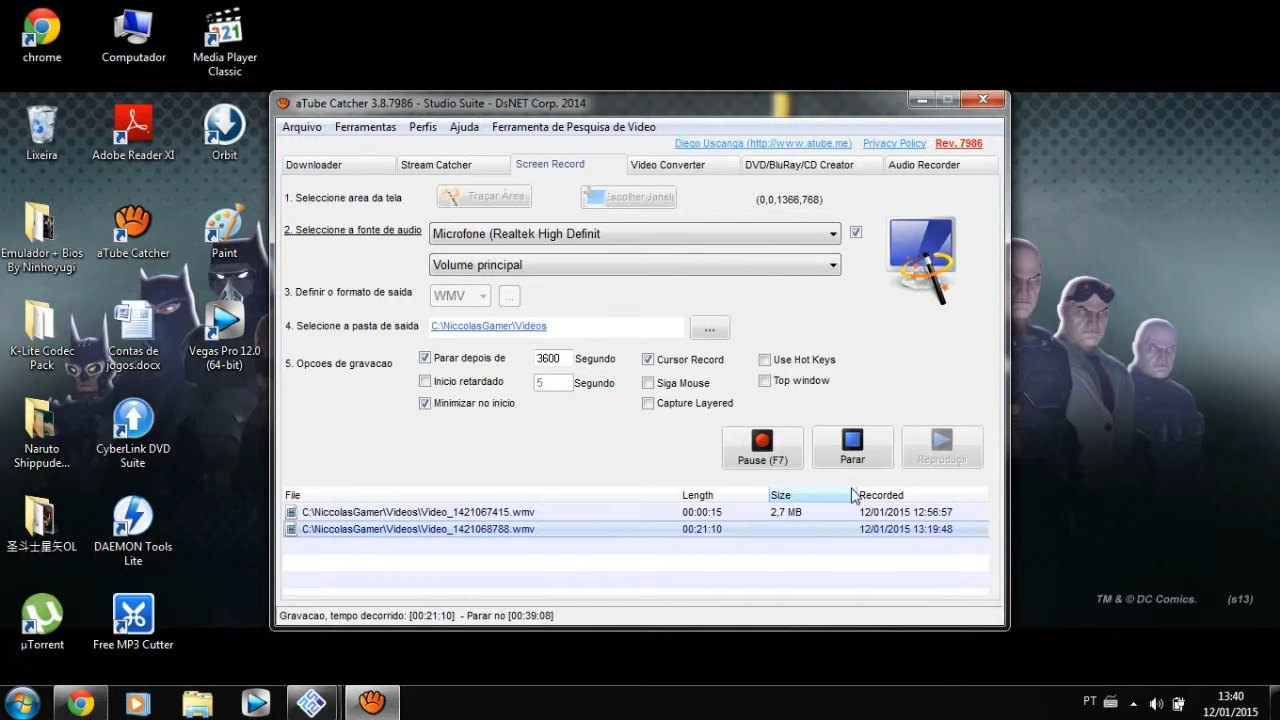 chrome
Computador
Media Player
Classic
Lixeira
Adobe Reader XI
Orbit
Emulador + Bios
By Ninhoyugi
aTube Catcher
Paint
K-Lite Codec
Pack
Contas de
jogos.docx
Vegas Pro 12.0
(64-bit)
Naruto
Shippude...
CyberLink DVD
Suite
圣斗士星矢OL
DAEMON Tools
Lite
µTorrent
Free MP3 Cutter
aTube Catcher 3.8.7986 - Studio Suite - DsNET Corp. 2014
Arquivo Ferramentas Perfis Ajuda Ferramenta de Pesquisa de Video
Diego Uscanga (http://www.atube.me) Privacy Policy Rev. 7986
Downloader Stream Catcher Screen Record Video Converter DVD/BluRay/CD Creator Audio Recorder
1. Seleccione area da tela Traçar Área Escolher Janela (0,0,1366,768)
2. Seleccione a fonte de audio Microfone (Realtek High Definit
Volume principal
3. Definir o formato de saida WMV ...
4. Selecione a pasta de saida C:\NiccolasGamer\Videos ...
5. Opcoes de gravacao Parar depois de 3600 Segundo Cursor Record Use Hot Keys
Inicio retardado 5 Segundo Siga Mouse Top window
Minimizar no inicio Capture Layered
Pause (F7) Parar Reproduçir
File Length Size Recorded
C:\NiccolasGamer\Videos\Video_1421067415.wmv 00:00:15 2,7 MB 12/01/2015 12:56:57
C:\NiccolasGamer\Videos\Video_1421068788.wmv 00:21:10 12/01/2015 13:19:48
Gravacao, tempo decorrido: [00:21:10] - Parar no [00:39:08]
TM & © DC Comics. (s13)
PT
13:40
12/01/2015